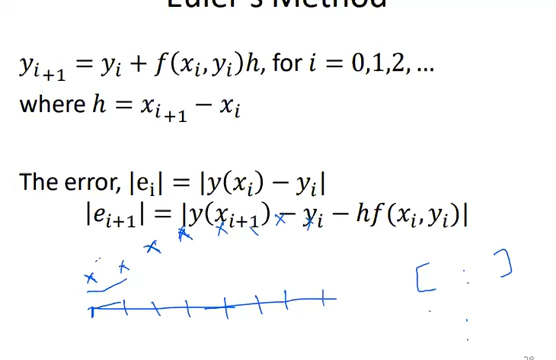 Euler's Method
y_{i+1} = y_i + f(x_i, y_i)h, for i = 0,1,2, ...
where h = x_{i+1} − x_i
The error, |e_i| = |y(x_i) − y_i|
|e_{i+1}| = |y(x_{i+1}) − y_i − hf(x_i, y_i)|